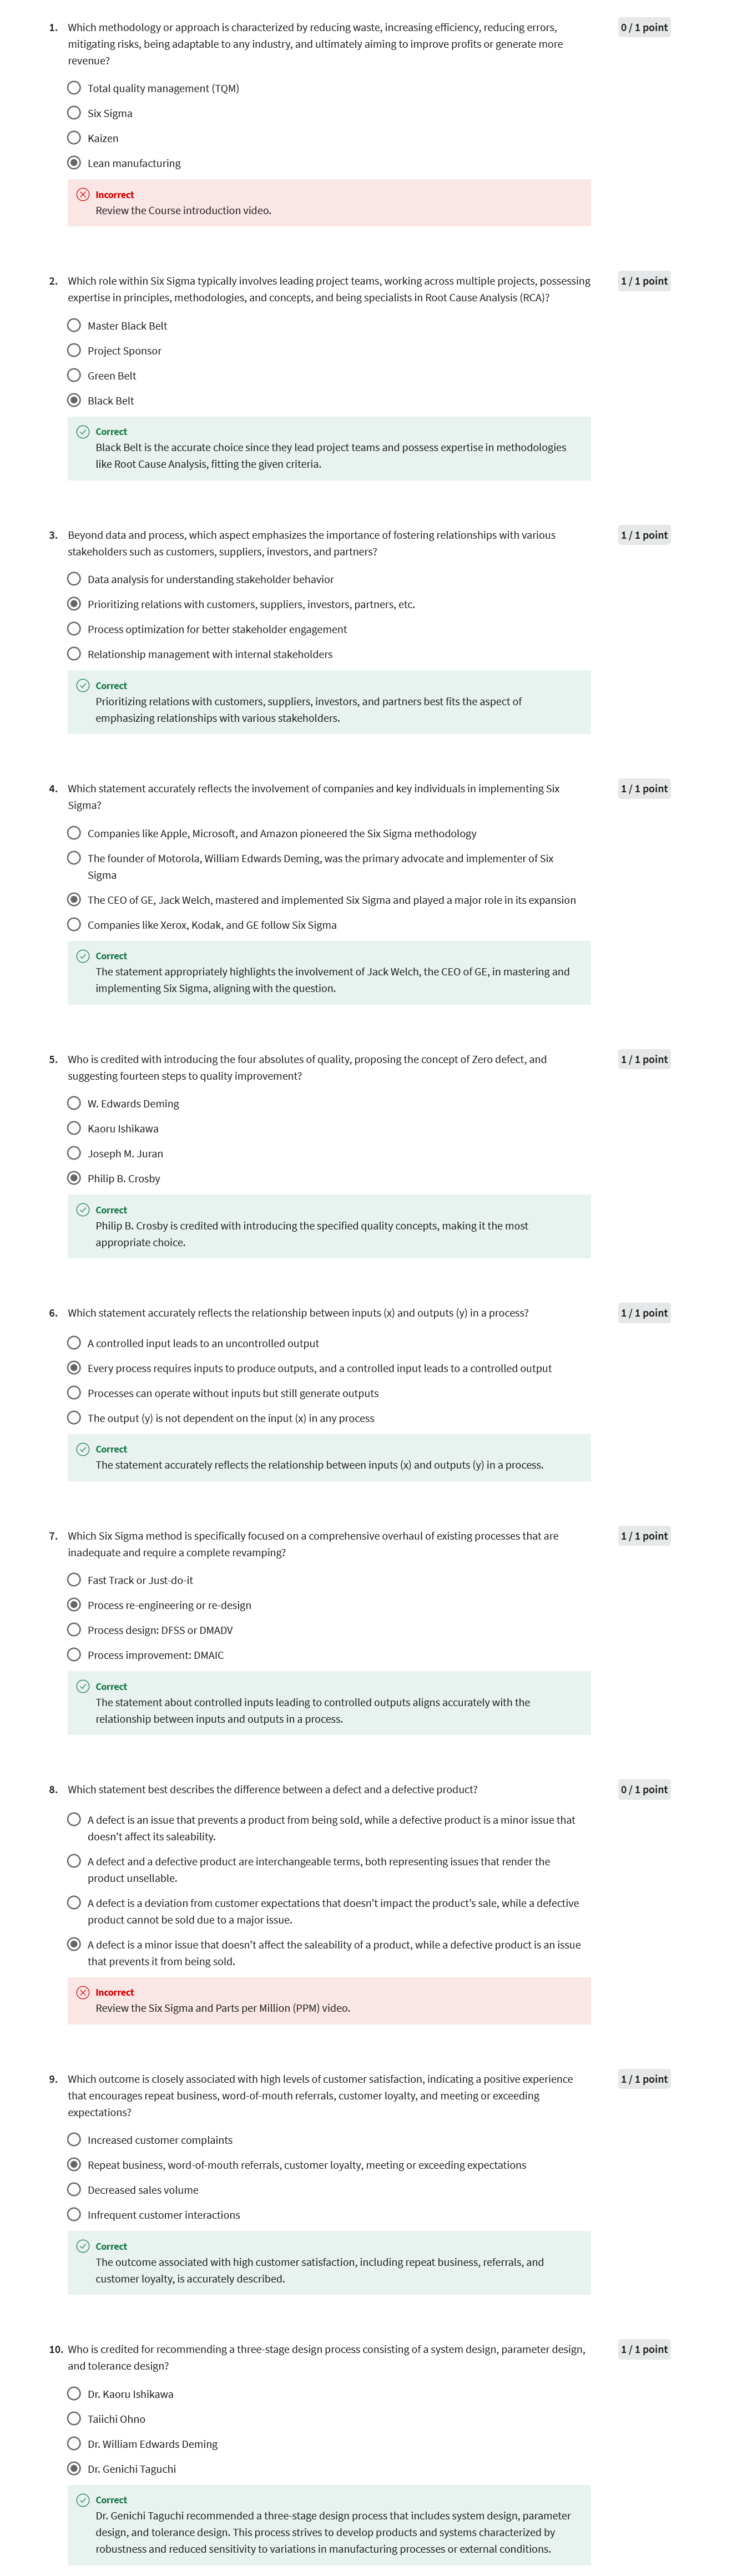 1. Which methodology or approach is characterized by reducing waste, increasing efficiency, reducing errors, 0 / 1 point
mitigating risks, being adaptable to any industry, and ultimately aiming to improve profits or generate more
revenue?
Total quality management (TQM)
Six Sigma
Kaizen
Lean manufacturing
Incorrect
Review the Course introduction video.
2. Which role within Six Sigma typically involves leading project teams, working across multiple projects, possessing 1 / 1 point
expertise in principles, methodologies, and concepts, and being specialists in Root Cause Analysis (RCA)?
Master Black Belt
Project Sponsor
Green Belt
Black Belt
Correct
Black Belt is the accurate choice since they lead project teams and possess expertise in methodologies
like Root Cause Analysis, fitting the given criteria.
3. Beyond data and process, which aspect emphasizes the importance of fostering relationships with various 1 / 1 point
stakeholders such as customers, suppliers, investors, and partners?
Data analysis for understanding stakeholder behavior
Prioritizing relations with customers, suppliers, investors, partners, etc.
Process optimization for better stakeholder engagement
Relationship management with internal stakeholders
Correct
Prioritizing relations with customers, suppliers, investors, and partners best fits the aspect of
emphasizing relationships with various stakeholders.
4. Which statement accurately reflects the involvement of companies and key individuals in implementing Six 1 / 1 point
Sigma?
Companies like Apple, Microsoft, and Amazon pioneered the Six Sigma methodology
The founder of Motorola, William Edwards Deming, was the primary advocate and implementer of Six
Sigma
The CEO of GE, Jack Welch, mastered and implemented Six Sigma and played a major role in its expansion
Companies like Xerox, Kodak, and GE follow Six Sigma
Correct
The statement appropriately highlights the involvement of Jack Welch, the CEO of GE, in mastering and
implementing Six Sigma, aligning with the question.
5. Who is credited with introducing the four absolutes of quality, proposing the concept of Zero defect, and 1 / 1 point
suggesting fourteen steps to quality improvement?
W. Edwards Deming
Kaoru Ishikawa
Joseph M. Juran
Philip B. Crosby
Correct
Philip B. Crosby is credited with introducing the specified quality concepts, making it the most
appropriate choice.
6. Which statement accurately reflects the relationship between inputs (x) and outputs (y) in a process? 1 / 1 point
A controlled input leads to an uncontrolled output
Every process requires inputs to produce outputs, and a controlled input leads to a controlled output
Processes can operate without inputs but still generate outputs
The output (y) is not dependent on the input (x) in any process
Correct
The statement accurately reflects the relationship between inputs (x) and outputs (y) in a process.
7. Which Six Sigma method is specifically focused on a comprehensive overhaul of existing processes that are 1 / 1 point
inadequate and require a complete revamping?
Fast Track or Just-do-it
Process re-engineering or re-design
Process design: DFSS or DMADV
Process improvement: DMAIC
Correct
The statement about controlled inputs leading to controlled outputs aligns accurately with the
relationship between inputs and outputs in a process.
8. Which statement best describes the difference between a defect and a defective product? 0 / 1 point
A defect is an issue that prevents a product from being sold, while a defective product is a minor issue that
doesn't affect its saleability.
A defect and a defective product are interchangeable terms, both representing issues that render the
product unsellable.
A defect is a deviation from customer expectations that doesn't impact the product's sale, while a defective
product cannot be sold due to a major issue.
A defect is a minor issue that doesn't affect the saleability of a product, while a defective product is an issue
that prevents it from being sold.
Incorrect
Review the Six Sigma and Parts per Million (PPM) video.
9. Which outcome is closely associated with high levels of customer satisfaction, indicating a positive experience 1 / 1 point
that encourages repeat business, word-of-mouth referrals, customer loyalty, and meeting or exceeding
expectations?
Increased customer complaints
Repeat business, word-of-mouth referrals, customer loyalty, meeting or exceeding expectations
Decreased sales volume
Infrequent customer interactions
Correct
The outcome associated with high customer satisfaction, including repeat business, referrals, and
customer loyalty, is accurately described.
10. Who is credited for recommending a three-stage design process consisting of a system design, parameter design, 1 / 1 point
and tolerance design?
Dr. Kaoru Ishikawa
Taiichi Ohno
Dr. William Edwards Deming
Dr. Genichi Taguchi
Correct
Dr. Genichi Taguchi recommended a three-stage design process that includes system design, parameter
design, and tolerance design. This process strives to develop products and systems characterized by
robustness and reduced sensitivity to variations in manufacturing processes or external conditions.